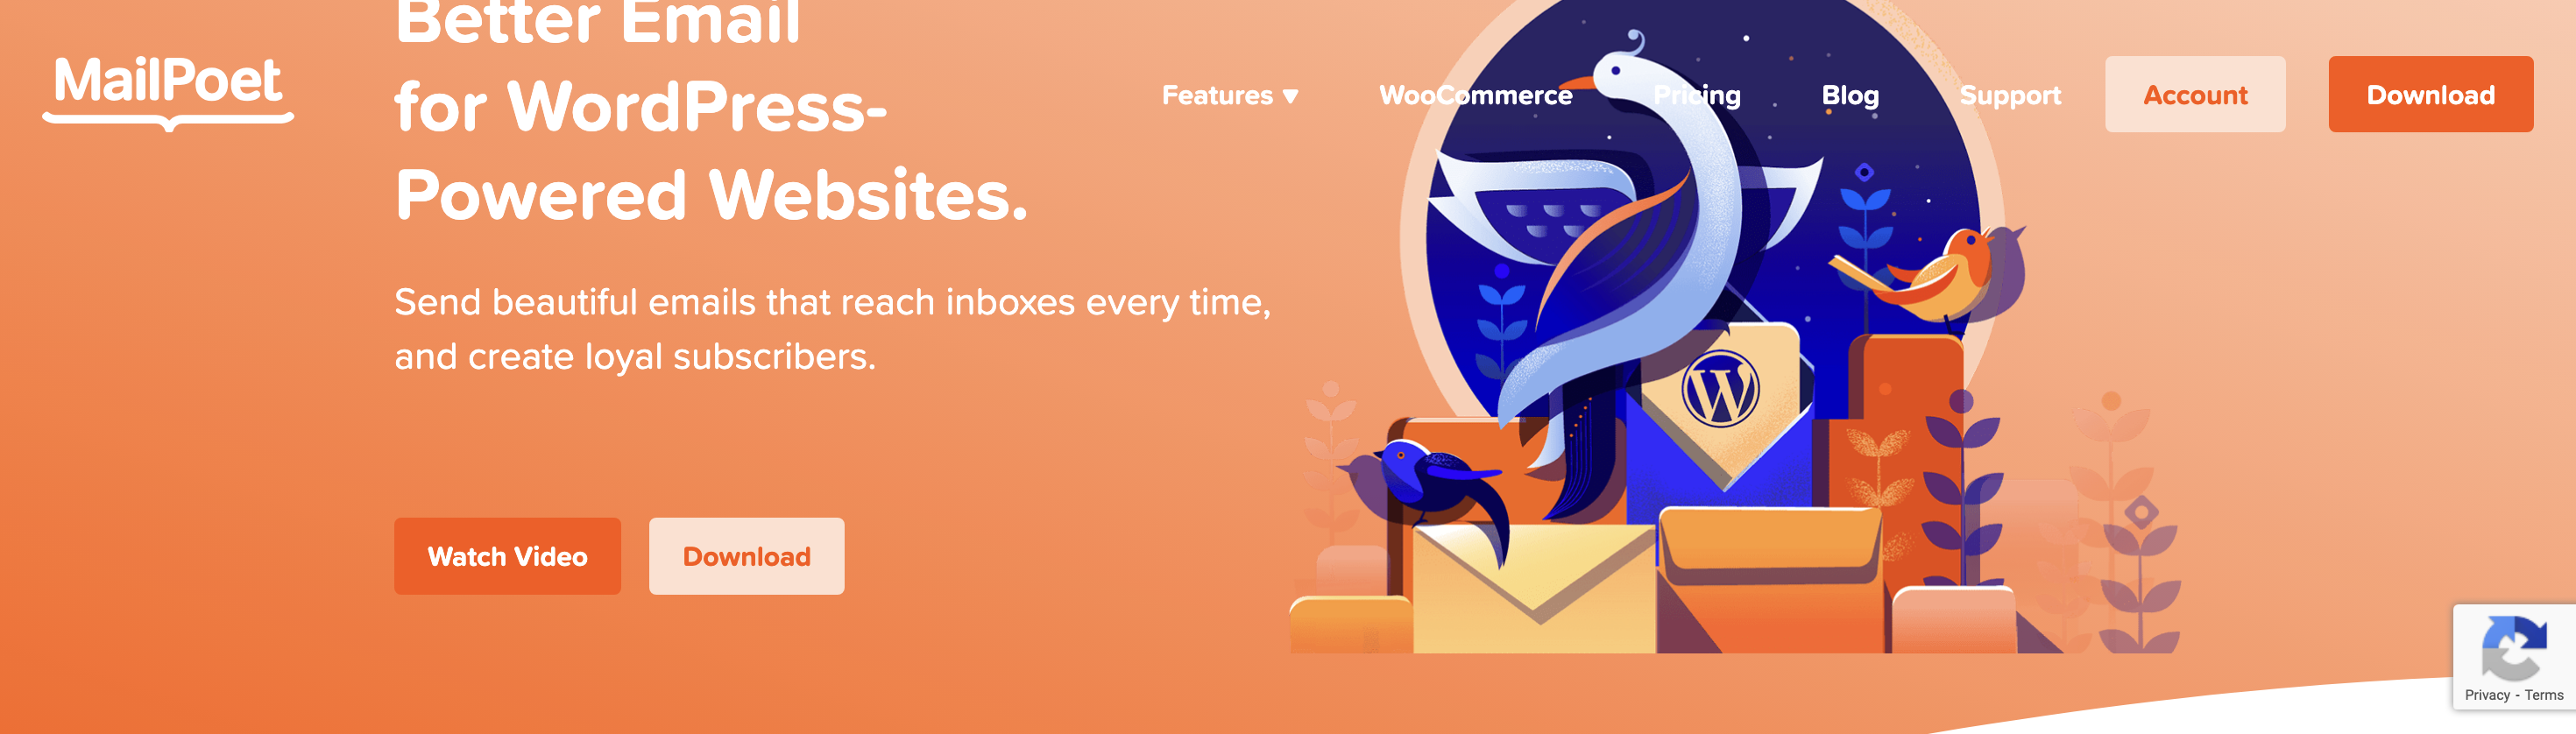 MailPoet
Features ▼ WooCommerce Pricing Blog Support Account Download
Better Email
for WordPress-
Powered Websites.
Send beautiful emails that reach inboxes every time,
and create loyal subscribers.
Watch Video Download
W
Privacy - Terms